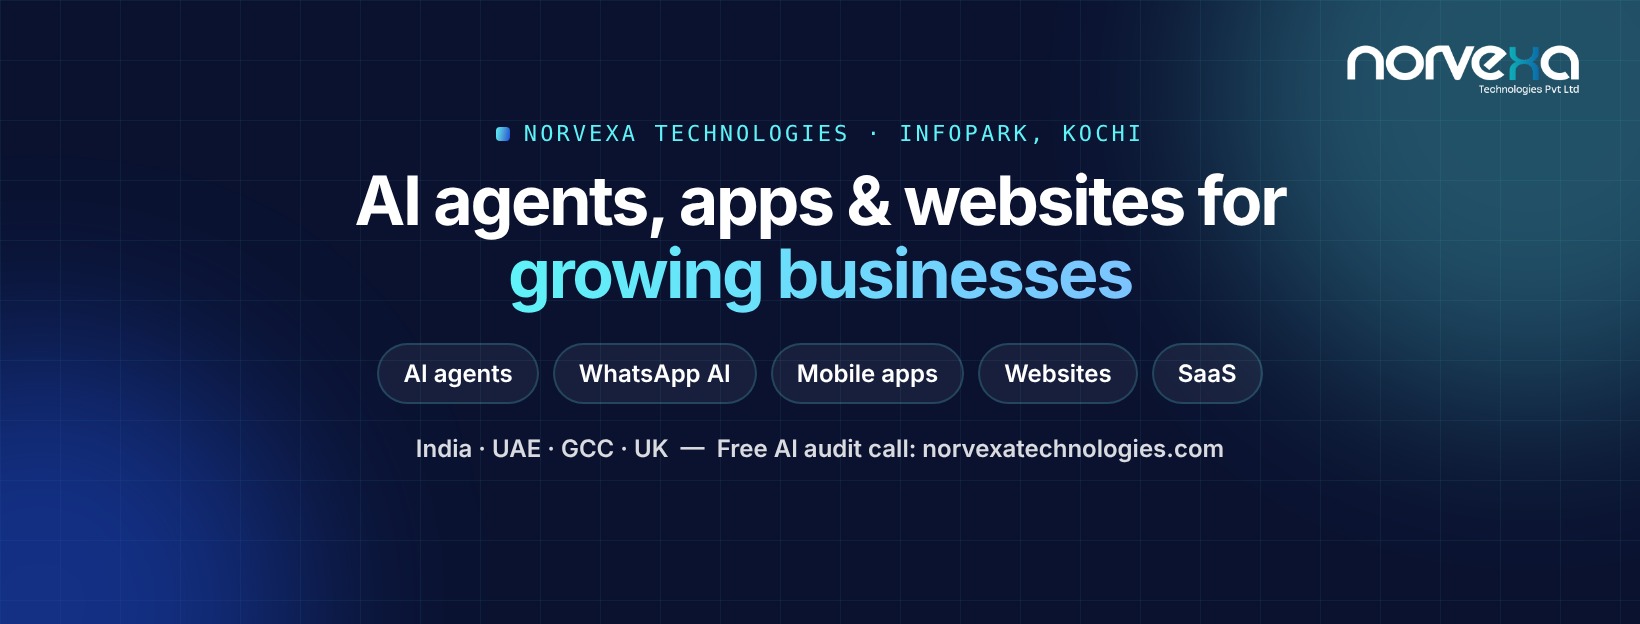 norvexa
Technologies Pvt Ltd
NORVEXA TECHNOLOGIES · INFOPARK, KOCHI
AI agents, apps & websites for
growing businesses
AI agents
WhatsApp AI
Mobile apps
Websites
SaaS
India · UAE · GCC · UK — Free AI audit call: norvexatechnologies.com